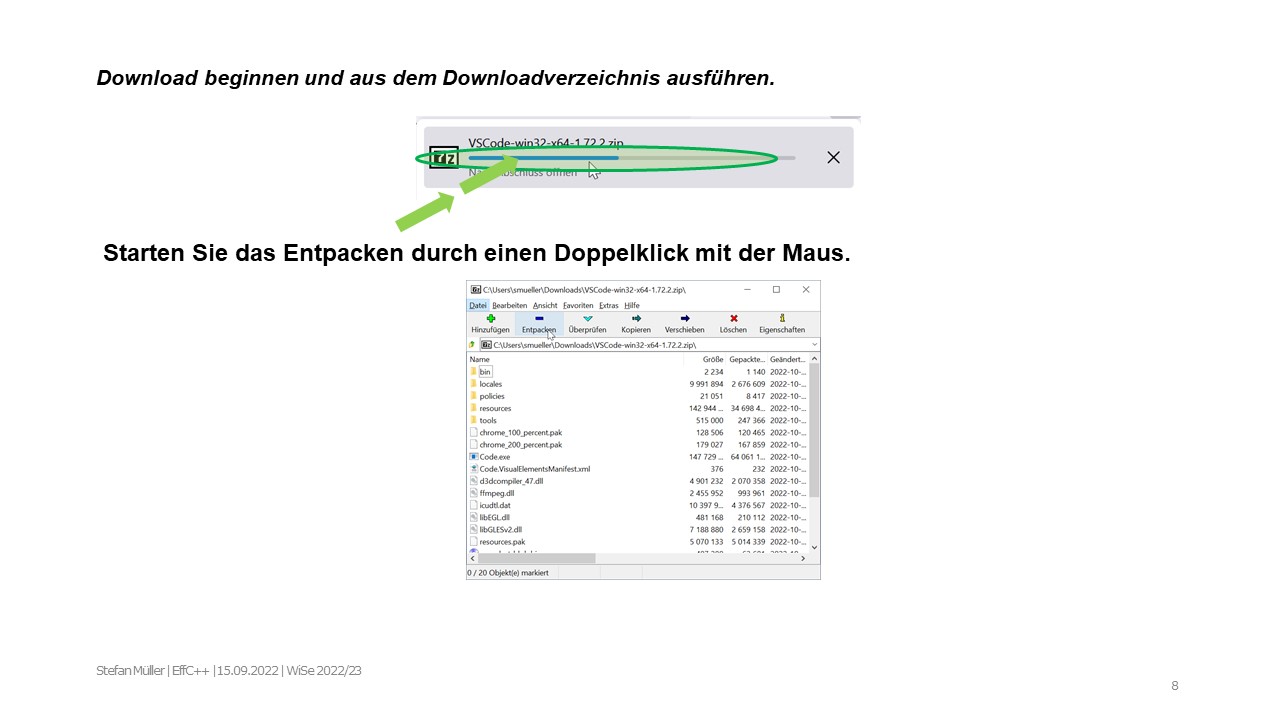 Download beginnen und aus dem Downloadverzeichnis ausführen.
VSCode-win32-x64-1.72.2.zip
Nach Abschluss öffnen
Starten Sie das Entpacken durch einen Doppelklick mit der Maus.
C:\Users\smueller\Downloads\VSCode-win32-x64-1.72.2.zip\
Datei Bearbeiten Ansicht Favoriten Extras Hilfe
Hinzufügen Entpacken Überprüfen Kopieren Verschieben Löschen Eigenschaften
C:\Users\smueller\Downloads\VSCode-win32-x64-1.72.2.zip\
Name Größe Gepackte... Geändert...
bin 2 234 1 140 2022-10-...
locales 9 991 894 2 676 609 2022-10-...
policies 21 051 8 417 2022-10-...
resources 142 944 ... 34 698 4... 2022-10-...
tools 515 000 247 366 2022-10-...
chrome_100_percent.pak 128 506 120 465 2022-10-...
chrome_200_percent.pak 179 027 167 859 2022-10-...
Code.exe 147 729 ... 64 061 1... 2022-10-...
Code.VisualElementsManifest.xml 376 232 2022-10-...
d3dcompiler_47.dll 4 901 232 2 070 358 2022-10-...
ffmpeg.dll 2 455 952 993 961 2022-10-...
icudtl.dat 10 397 9... 4 376 567 2022-10-...
libEGL.dll 481 168 210 112 2022-10-...
libGLESv2.dll 7 188 880 2 659 158 2022-10-...
resources.pak 5 070 133 5 014 339 2022-10-...
0 / 20 Objekt(e) markiert
Stefan Müller | EffC++ | 15.09.2022 | WiSe 2022/23
8